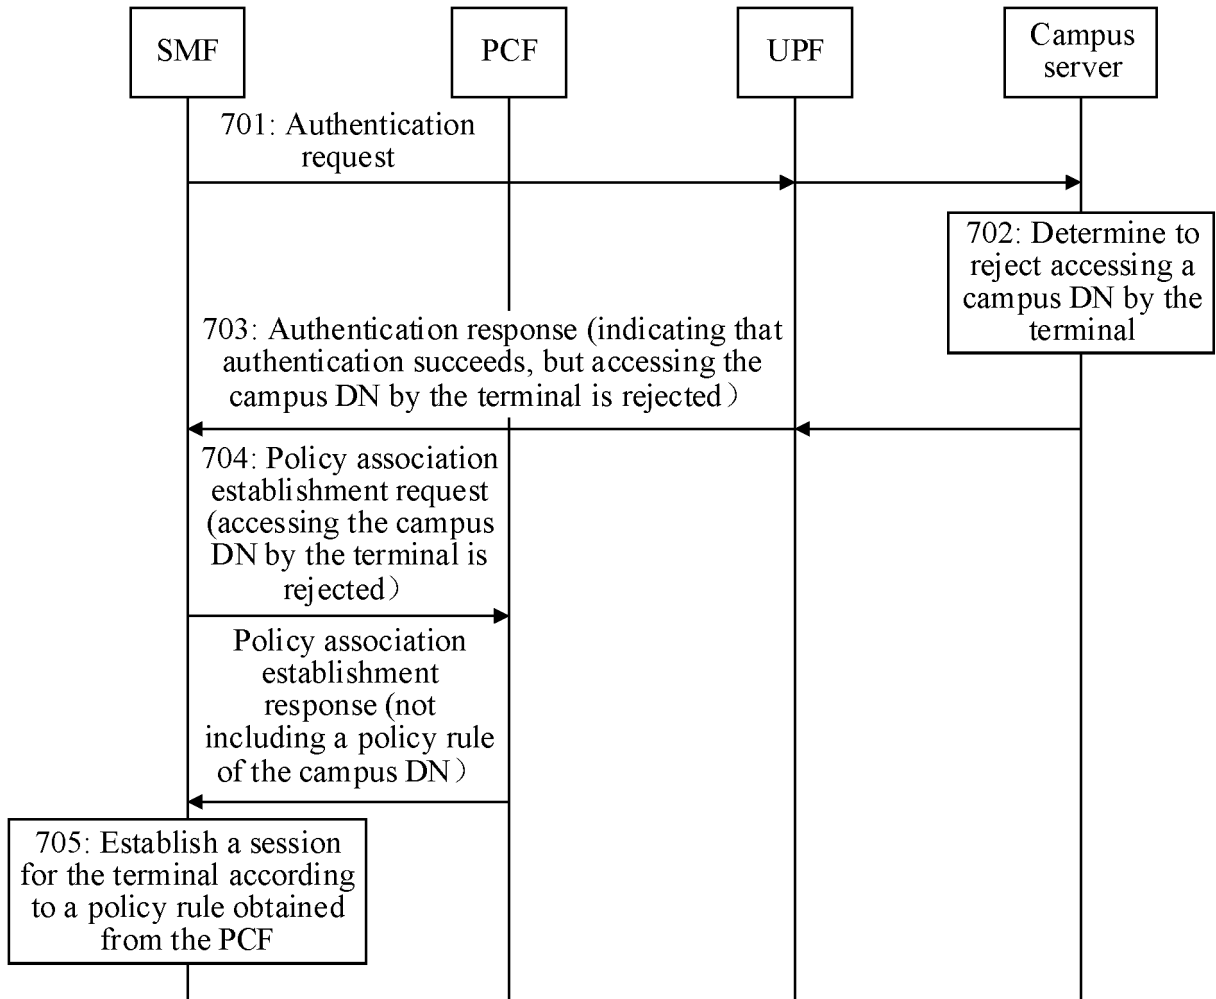 SMF
PCF
UPF
Campus
server
701: Authentication
request
702: Determine to
reject accessing a
campus DN by the
terminal
703: Authentication response (indicating that
authentication succeeds, but accessing the
campus DN by the terminal is rejected）
704: Policy association
establishment request
(accessing the campus
DN by the terminal is
rejected）
Policy association
establishment
response (not
including a policy rule
of the campus DN）
705: Establish a session
for the terminal according
to a policy rule obtained
from the PCF